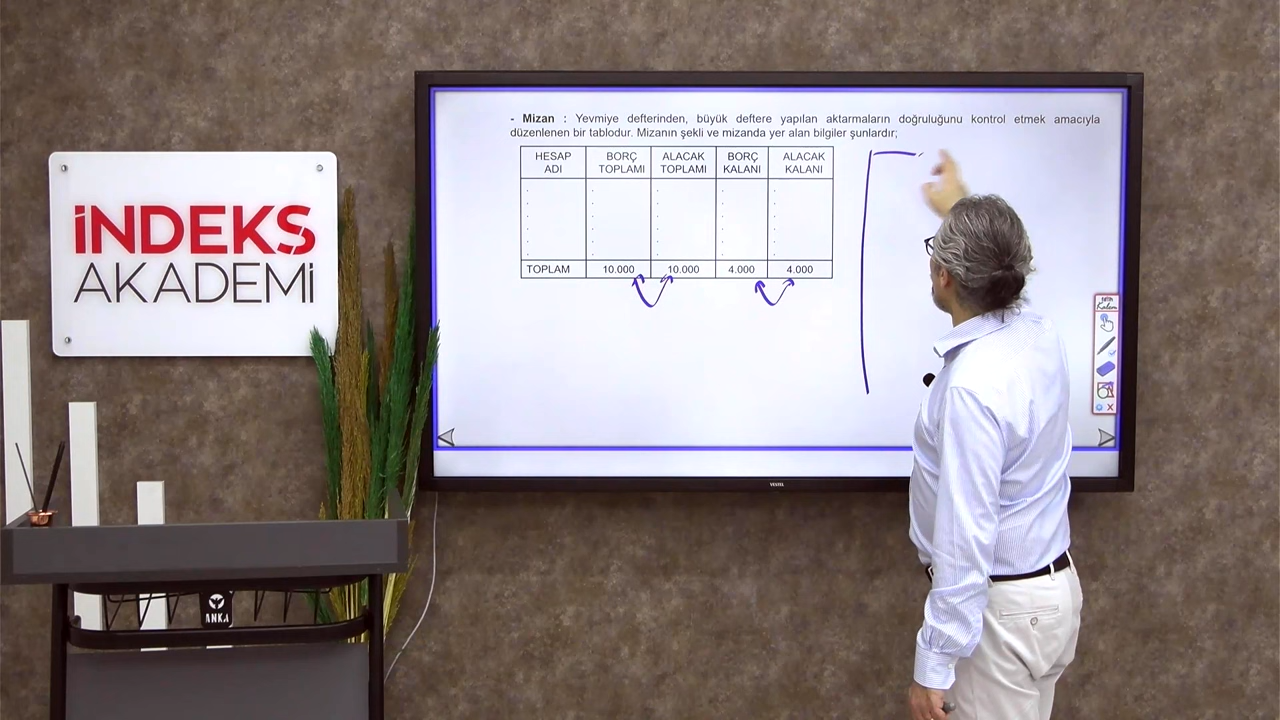 İNDEKS
AKADEMİ
- Mizan : Yevmiye defterinden, büyük deftere yapılan aktarmaların doğruluğunu kontrol etmek amacıyla
düzenlenen bir tablodur. Mizanın şekli ve mizanda yer alan bilgiler şunlardır;
HESAP ADI BORÇ TOPLAMI ALACAK TOPLAMI BORÇ KALANI ALACAK KALANI
TOPLAM 10.000 10.000 4.000 4.000
Kalem
VESTEL
ANKA